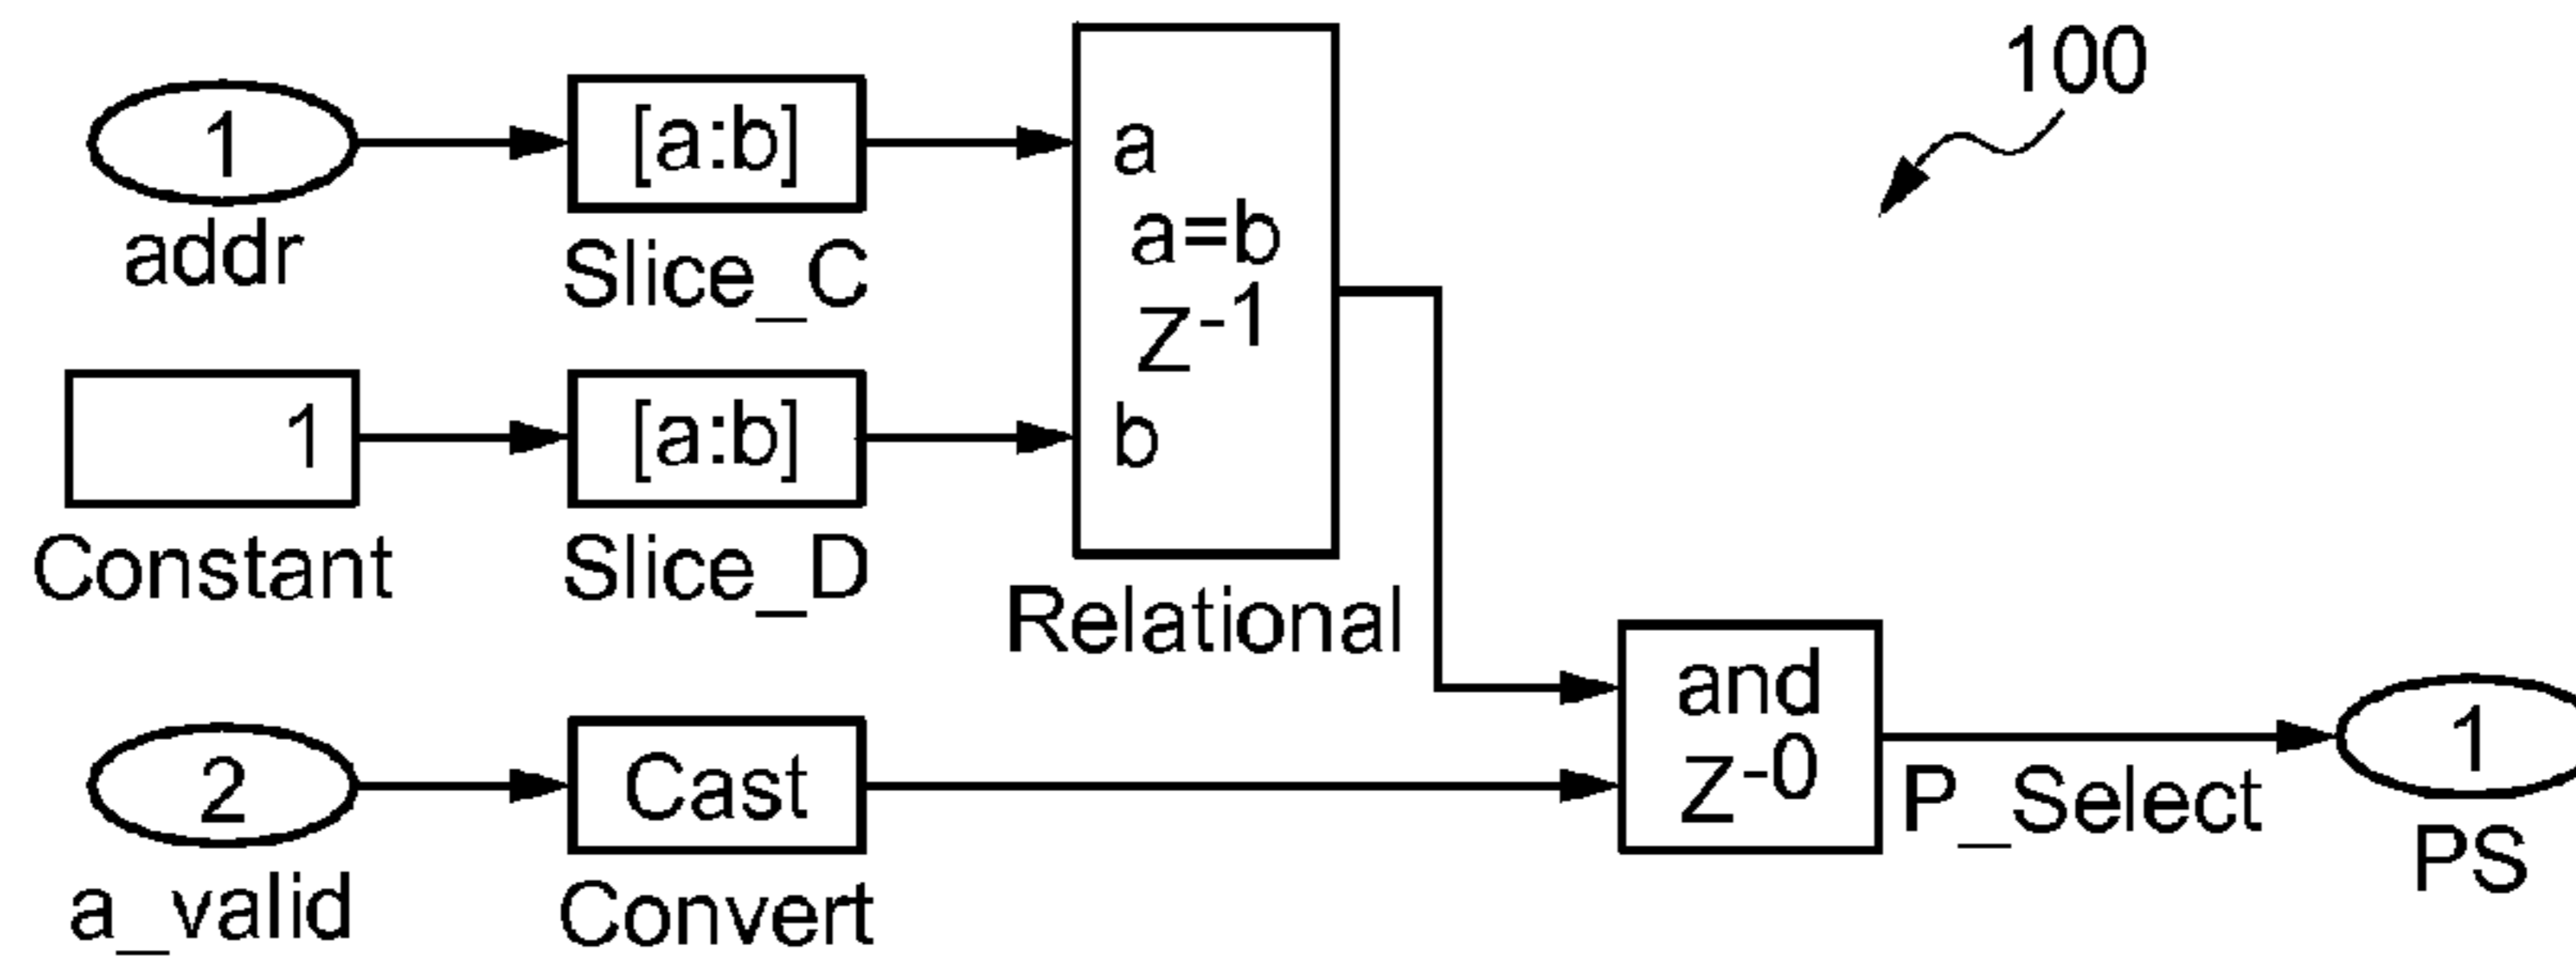 100
1
addr
[a:b]
Slice_C
a
a=b
Z-1
b
Relational
1
Constant
[a:b]
Slice_D
2
a_valid
Cast
Convert
and
Z-0
P_Select
1
PS